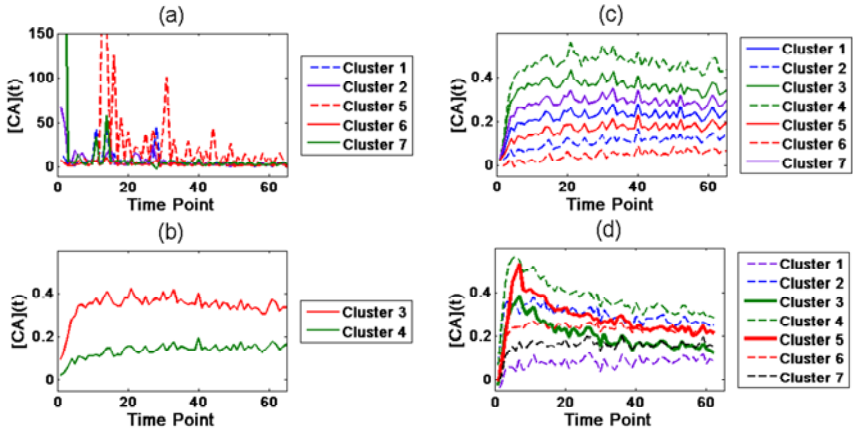 (a)
[CA](t)
150
100
50
0
0 20 40 60
Time Point
Cluster 1
Cluster 2
Cluster 5
Cluster 6
Cluster 7
(c)
[CA](t)
0.4
0.2
0
0 20 40 60
Time Point
Cluster 1
Cluster 2
Cluster 3
Cluster 4
Cluster 5
Cluster 6
Cluster 7
(b)
[CA](t)
0.4
0.2
0
0 20 40 60
Time Point
Cluster 3
Cluster 4
(d)
[CA](t)
0.4
0.2
0
0 20 40 60
Time Point
Cluster 1
Cluster 2
Cluster 3
Cluster 4
Cluster 5
Cluster 6
Cluster 7